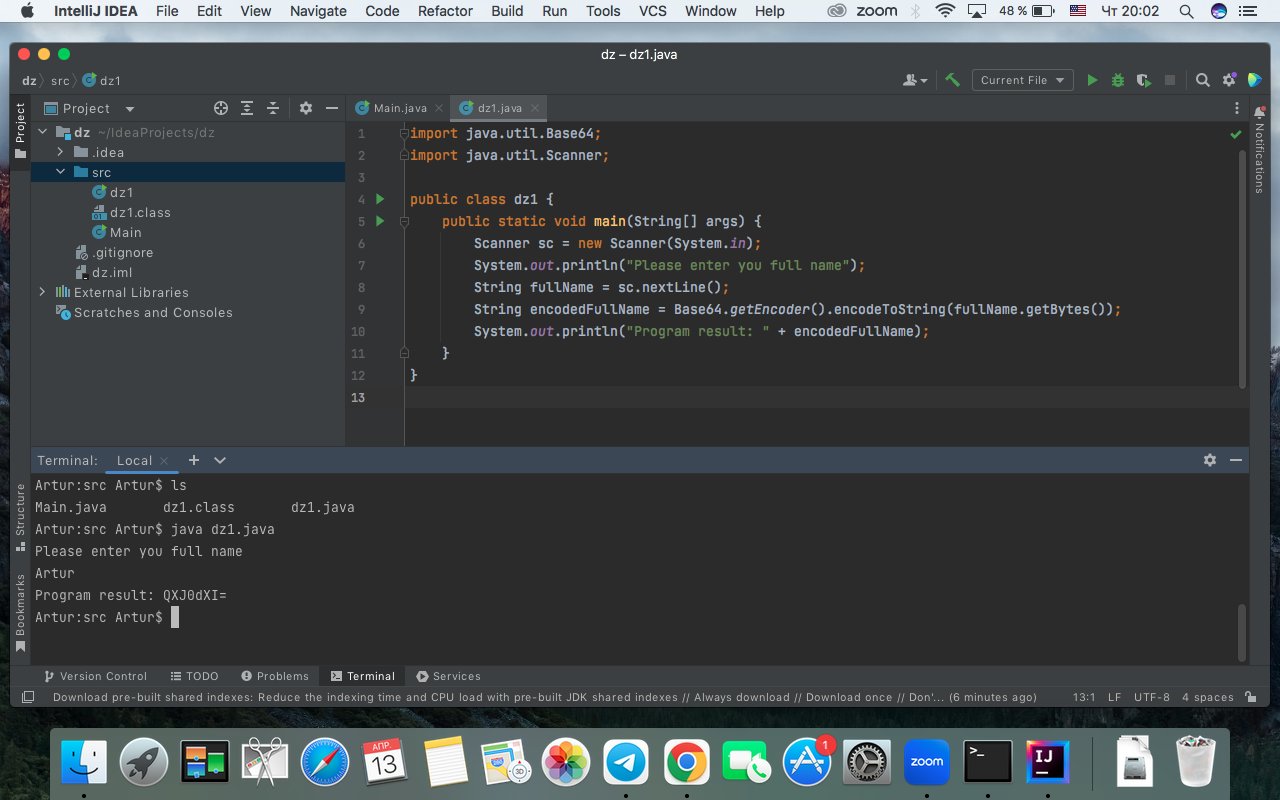 IntelliJ IDEA File Edit View Navigate Code Refactor Build Run Tools VCS Window Help zoom 48 % Чт 20:02
dz – dz1.java
dz src dz1 Current File
Project
Project
Main.java
dz1.java
dz ~/IdeaProjects/dz
.idea
src
dz1
dz1.class
Main
.gitignore
dz.iml
External Libraries
Scratches and Consoles
1 import java.util.Base64;
2 import java.util.Scanner;
3
4 public class dz1 {
5 public static void main(String[] args) {
6 Scanner sc = new Scanner(System.in);
7 System.out.println("Please enter you full name");
8 String fullName = sc.nextLine();
9 String encodedFullName = Base64.getEncoder().encodeToString(fullName.getBytes());
10 System.out.println("Program result: " + encodedFullName);
11 }
12 }
13
Notifications
Terminal: Local
Artur:src Artur$ ls
Main.java dz1.class dz1.java
Artur:src Artur$ java dz1.java
Please enter you full name
Artur
Program result: QXJ0dXI=
Artur:src Artur$
Structure
Bookmarks
Version Control TODO Problems Terminal Services
Download pre-built shared indexes: Reduce the indexing time and CPU load with pre-built JDK shared indexes // Always download // Download once // Don'... (6 minutes ago) 13:1 LF UTF-8 4 spaces
АПР.
13
280
3D
1
zoom
>_
IJ